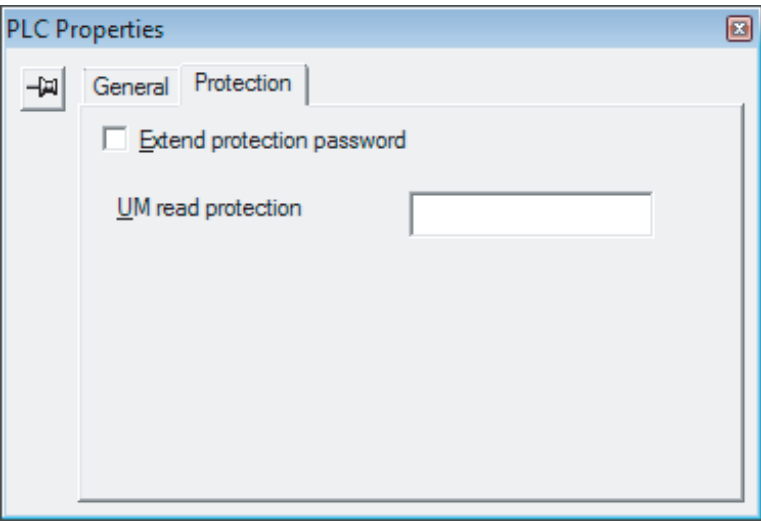 PLC Properties
General Protection
Extend protection password
UM read protection